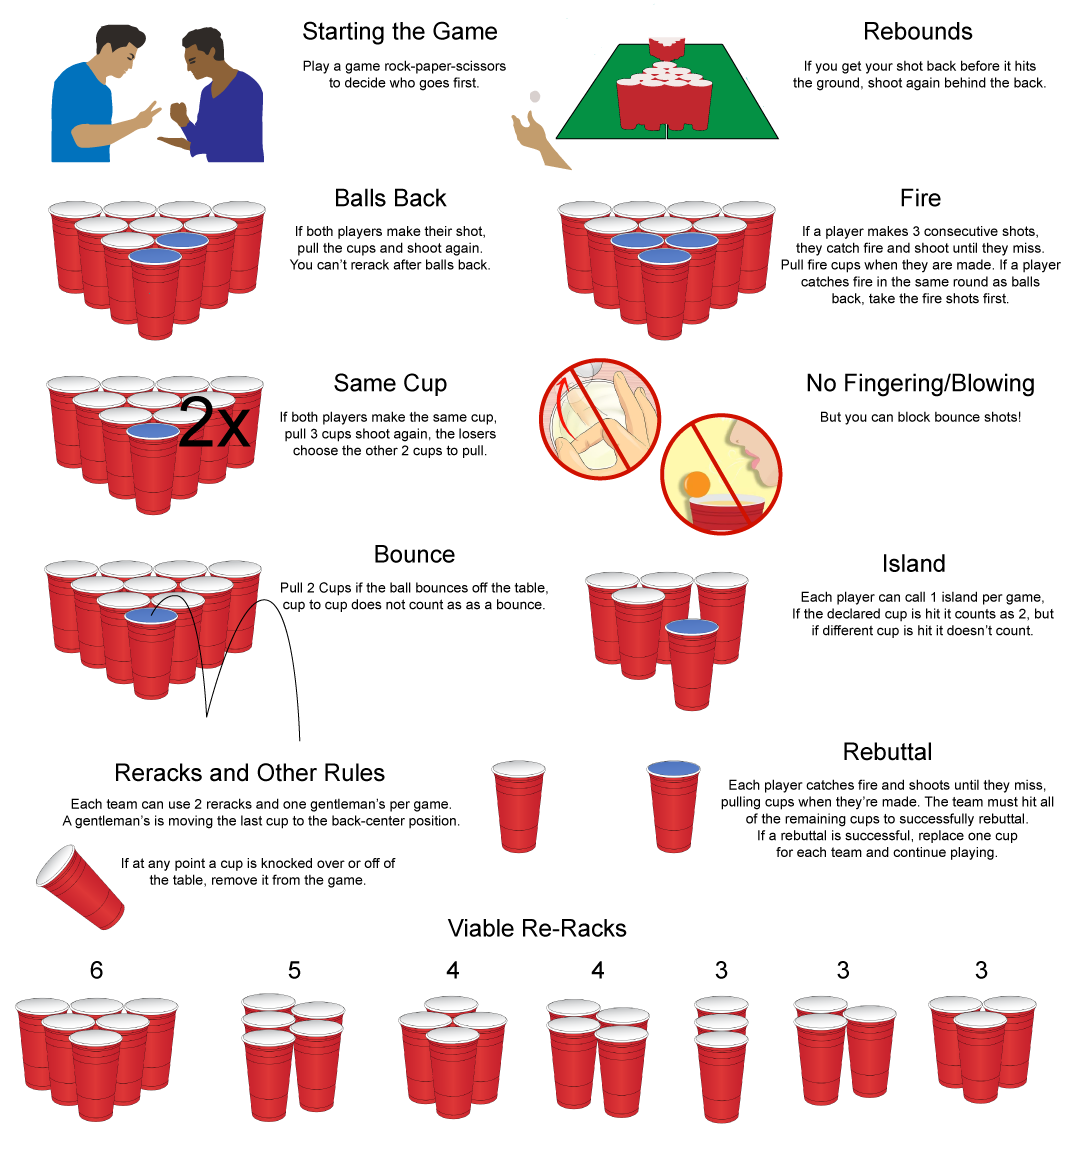 Starting the Game
Play a game rock-paper-scissors
to decide who goes first.
Rebounds
If you get your shot back before it hits
the ground, shoot again behind the back.
Balls Back
If both players make their shot,
pull the cups and shoot again.
You can't rerack after balls back.
Fire
If a player makes 3 consecutive shots,
they catch fire and shoot until they miss.
Pull fire cups when they are made. If a player
catches fire in the same round as balls
back, take the fire shots first.
Same Cup
If both players make the same cup,
pull 3 cups shoot again, the losers
choose the other 2 cups to pull.
2x
No Fingering/Blowing
But you can block bounce shots!
Bounce
Pull 2 Cups if the ball bounces off the table,
cup to cup does not count as as a bounce.
Island
Each player can call 1 island per game,
If the declared cup is hit it counts as 2, but
if different cup is hit it doesn't count.
Reracks and Other Rules
Each team can use 2 reracks and one gentleman's per game.
A gentleman's is moving the last cup to the back-center position.
If at any point a cup is knocked over or off of
the table, remove it from the game.
Rebuttal
Each player catches fire and shoots until they miss,
pulling cups when they're made. The team must hit all
of the remaining cups to successfully rebuttal.
If a rebuttal is successful, replace one cup
for each team and continue playing.
Viable Re-Racks
6 5 4 4 3 3 3